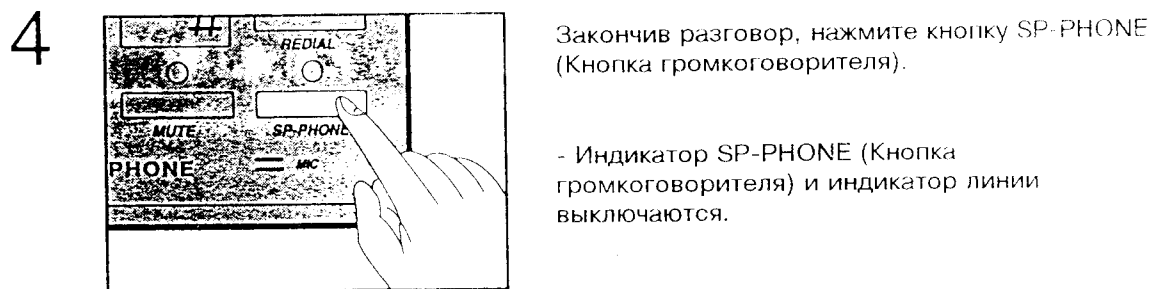 4
#
REDIAL
MUTE
SP-PHONE
PHONE
MIC
Закончив разговор, нажмите кнопку SP-PHONE
(Кнопка громкоговорителя).
- Индикатор SP-PHONE (Кнопка
громкоговорителя) и индикатор линии
выключаются.